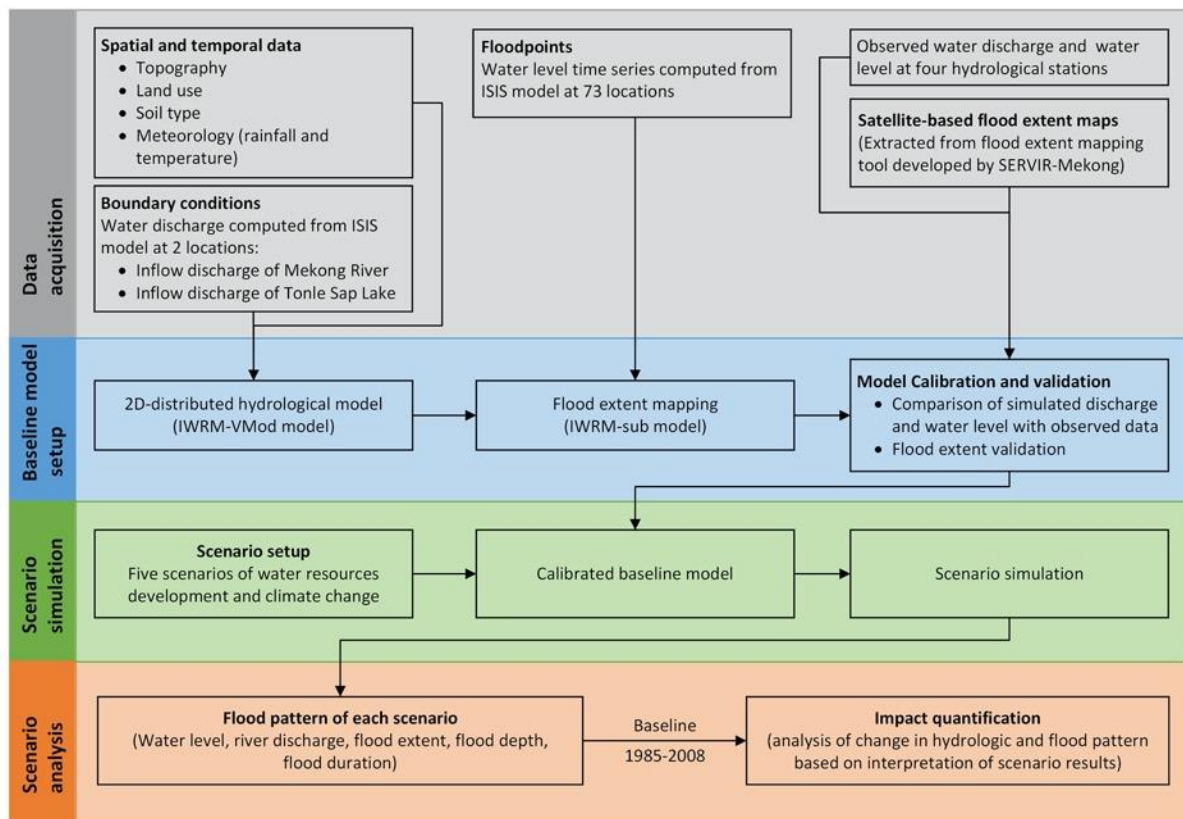 Data
acquisition
Spatial and temporal data
• Topography
• Land use
• Soil type
• Meteorology (rainfall and
temperature)
Boundary conditions
Water discharge computed from ISIS
model at 2 locations:
• Inflow discharge of Mekong River
• Inflow discharge of Tonle Sap Lake
Floodpoints
Water level time series computed from
ISIS model at 73 locations
Observed water discharge and water
level at four hydrological stations
Satellite-based flood extent maps
(Extracted from flood extent mapping
tool developed by SERVIR-Mekong)
Baseline model
setup
2D-distributed hydrological model
(IWRM-VMod model)
Flood extent mapping
(IWRM-sub model)
Model Calibration and validation
• Comparison of simulated discharge
and water level with observed data
• Flood extent validation
Scenario
simulation
Scenario setup
Five scenarios of water resources
development and climate change
Calibrated baseline model
Scenario simulation
Scenario
analysis
Flood pattern of each scenario
(Water level, river discharge, flood extent, flood depth,
flood duration)
Baseline
1985-2008
Impact quantification
(analysis of change in hydrologic and flood pattern
based on interpretation of scenario results)